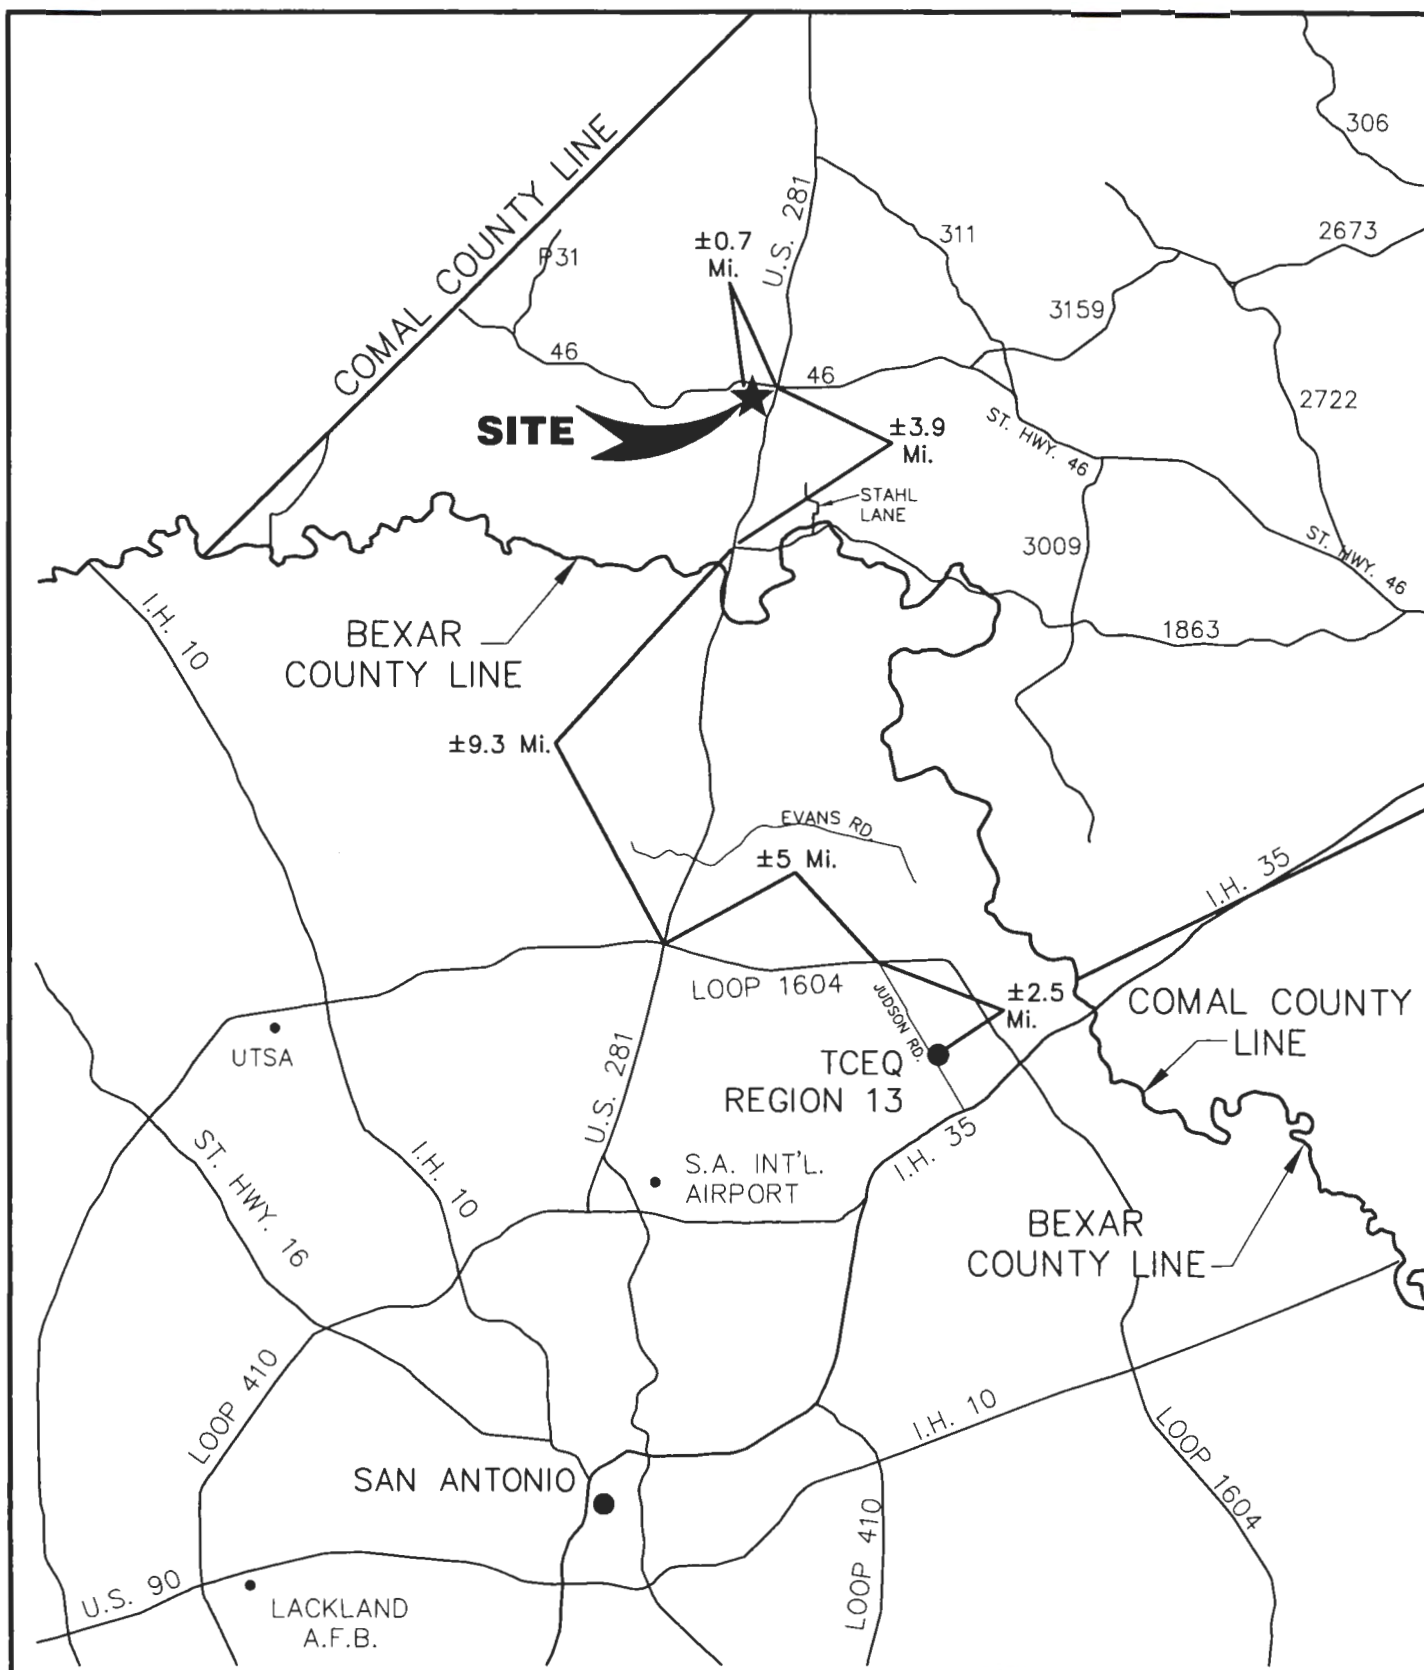 306
COMAL COUNTY LINE
U.S. 281
311
2673
±0.7
Mi.
P31
3159
46
46
2722
SITE
±3.9
Mi.
ST. HWY. 46
STAHL
LANE
3009
ST. HWY. 46
I.H. 10
BEXAR
COUNTY LINE
1863
±9.3 Mi.
EVANS RD.
±5 Mi.
I.H. 35
LOOP 1604
JUDSON RD.
±2.5
Mi.
COMAL COUNTY
LINE
UTSA
U.S. 281
TCEQ
REGION 13
ST. HWY. 16
I.H. 10
S.A. INT'L.
AIRPORT
I.H. 35
BEXAR
COUNTY LINE
LOOP 410
I.H. 10
LOOP 1604
SAN ANTONIO
LOOP 410
U.S. 90
LACKLAND
A.F.B.